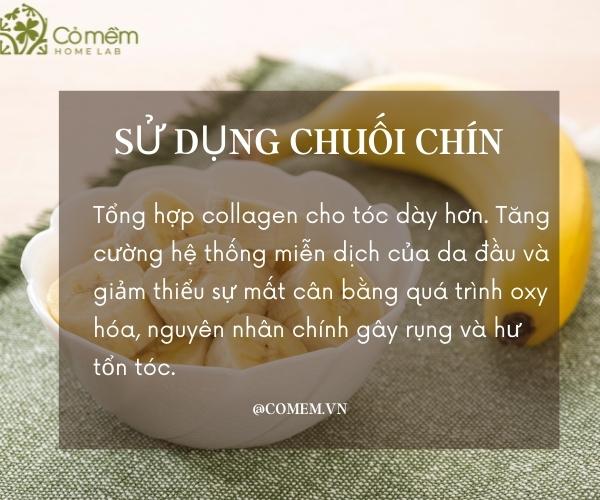 Cỏ mềm
HOME LAB
SỬ DỤNG CHUỐI CHÍN
Tổng hợp collagen cho tóc dày hơn. Tăng
cường hệ thống miễn dịch của da đầu và
giảm thiểu sự mất cân bằng quá trình oxy
hóa, nguyên nhân chính gây rụng và hư
tổn tóc.
@COMEM.VN